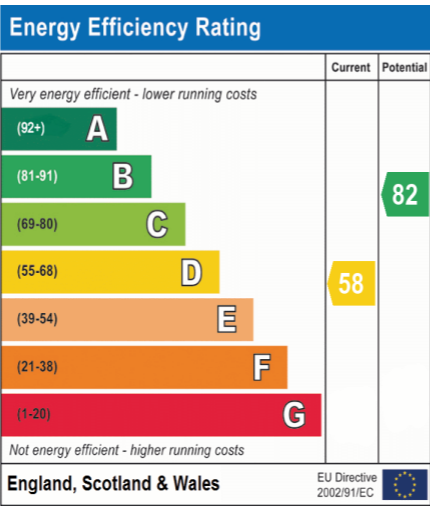 Energy Efficiency Rating
Current Potential
Very energy efficient - lower running costs
(92+) A
(81-91) B
82
(69-80) C
(55-68) D
58
(39-54) E
(21-38) F
(1-20) G
Not energy efficient - higher running costs
England, Scotland & Wales
EU Directive
2002/91/EC